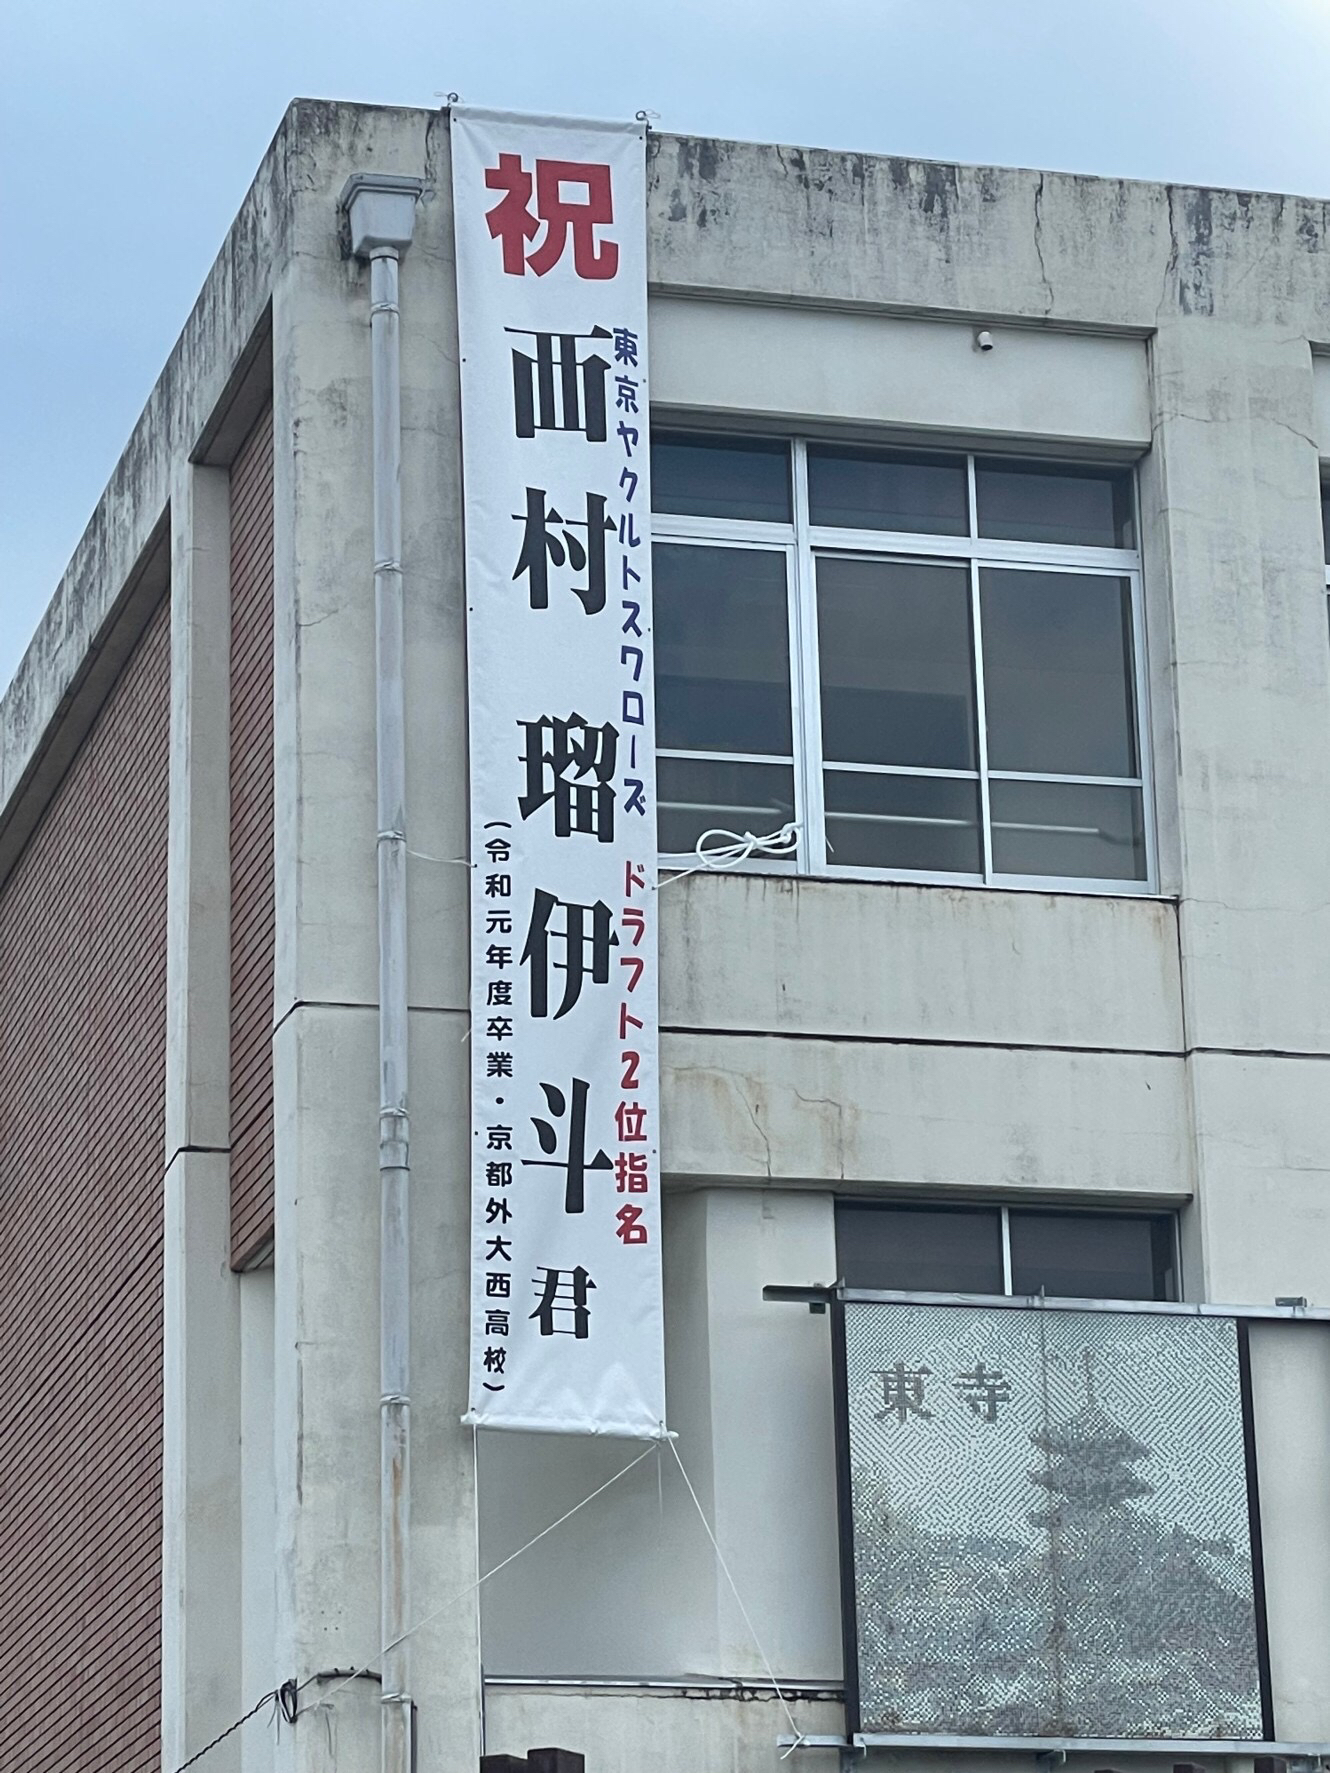 祝
東京ヤクルトスワローズ ドラフト2位指名
西村 瑠伊斗 君
(令和元年度卒業・京都外大西高校)
東寺